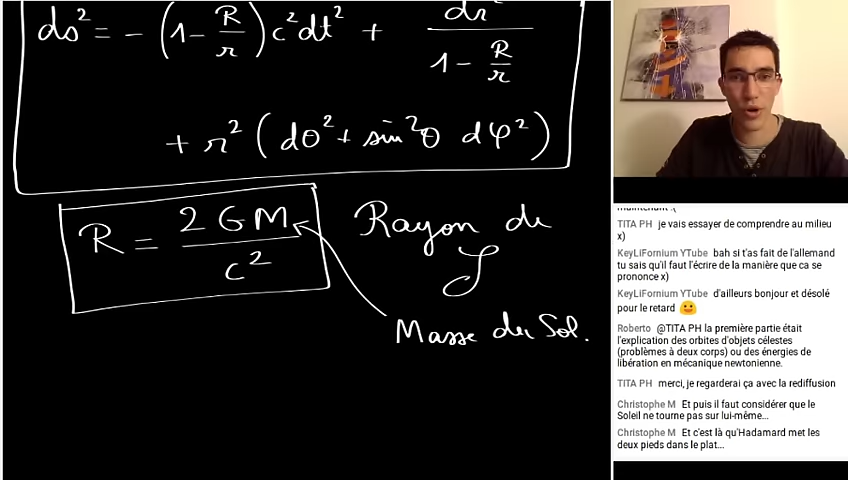 ds² = - (1 - R/r) c² dt² + dr²/(1 - R/r)
+ r² (dθ² + sin²θ dφ²)
R = 2GM/c²
Rayon de
S
Masse du Sol.
maintenant :(
TITA PH je vais essayer de comprendre au milieu
x)
KeyLiFornium YTube bah si t'as fait de l'allemand
tu sais qu'il faut l'écrire de la manière que ca se
prononce x)
KeyLiFornium YTube d'ailleurs bonjour et désolé
pour le retard 🙂
Roberto @TITA PH la première partie était
l'explication des orbites d'objets célestes
(problèmes à deux corps) ou des énergies de
libération en mécanique newtonienne.
TITA PH merci, je regarderai ça avec la rediffusion
Christophe M Et puis il faut considérer que le
Soleil ne tourne pas sur lui-même...
Christophe M Et c'est là qu'Hadamard met les
deux pieds dans le plat...